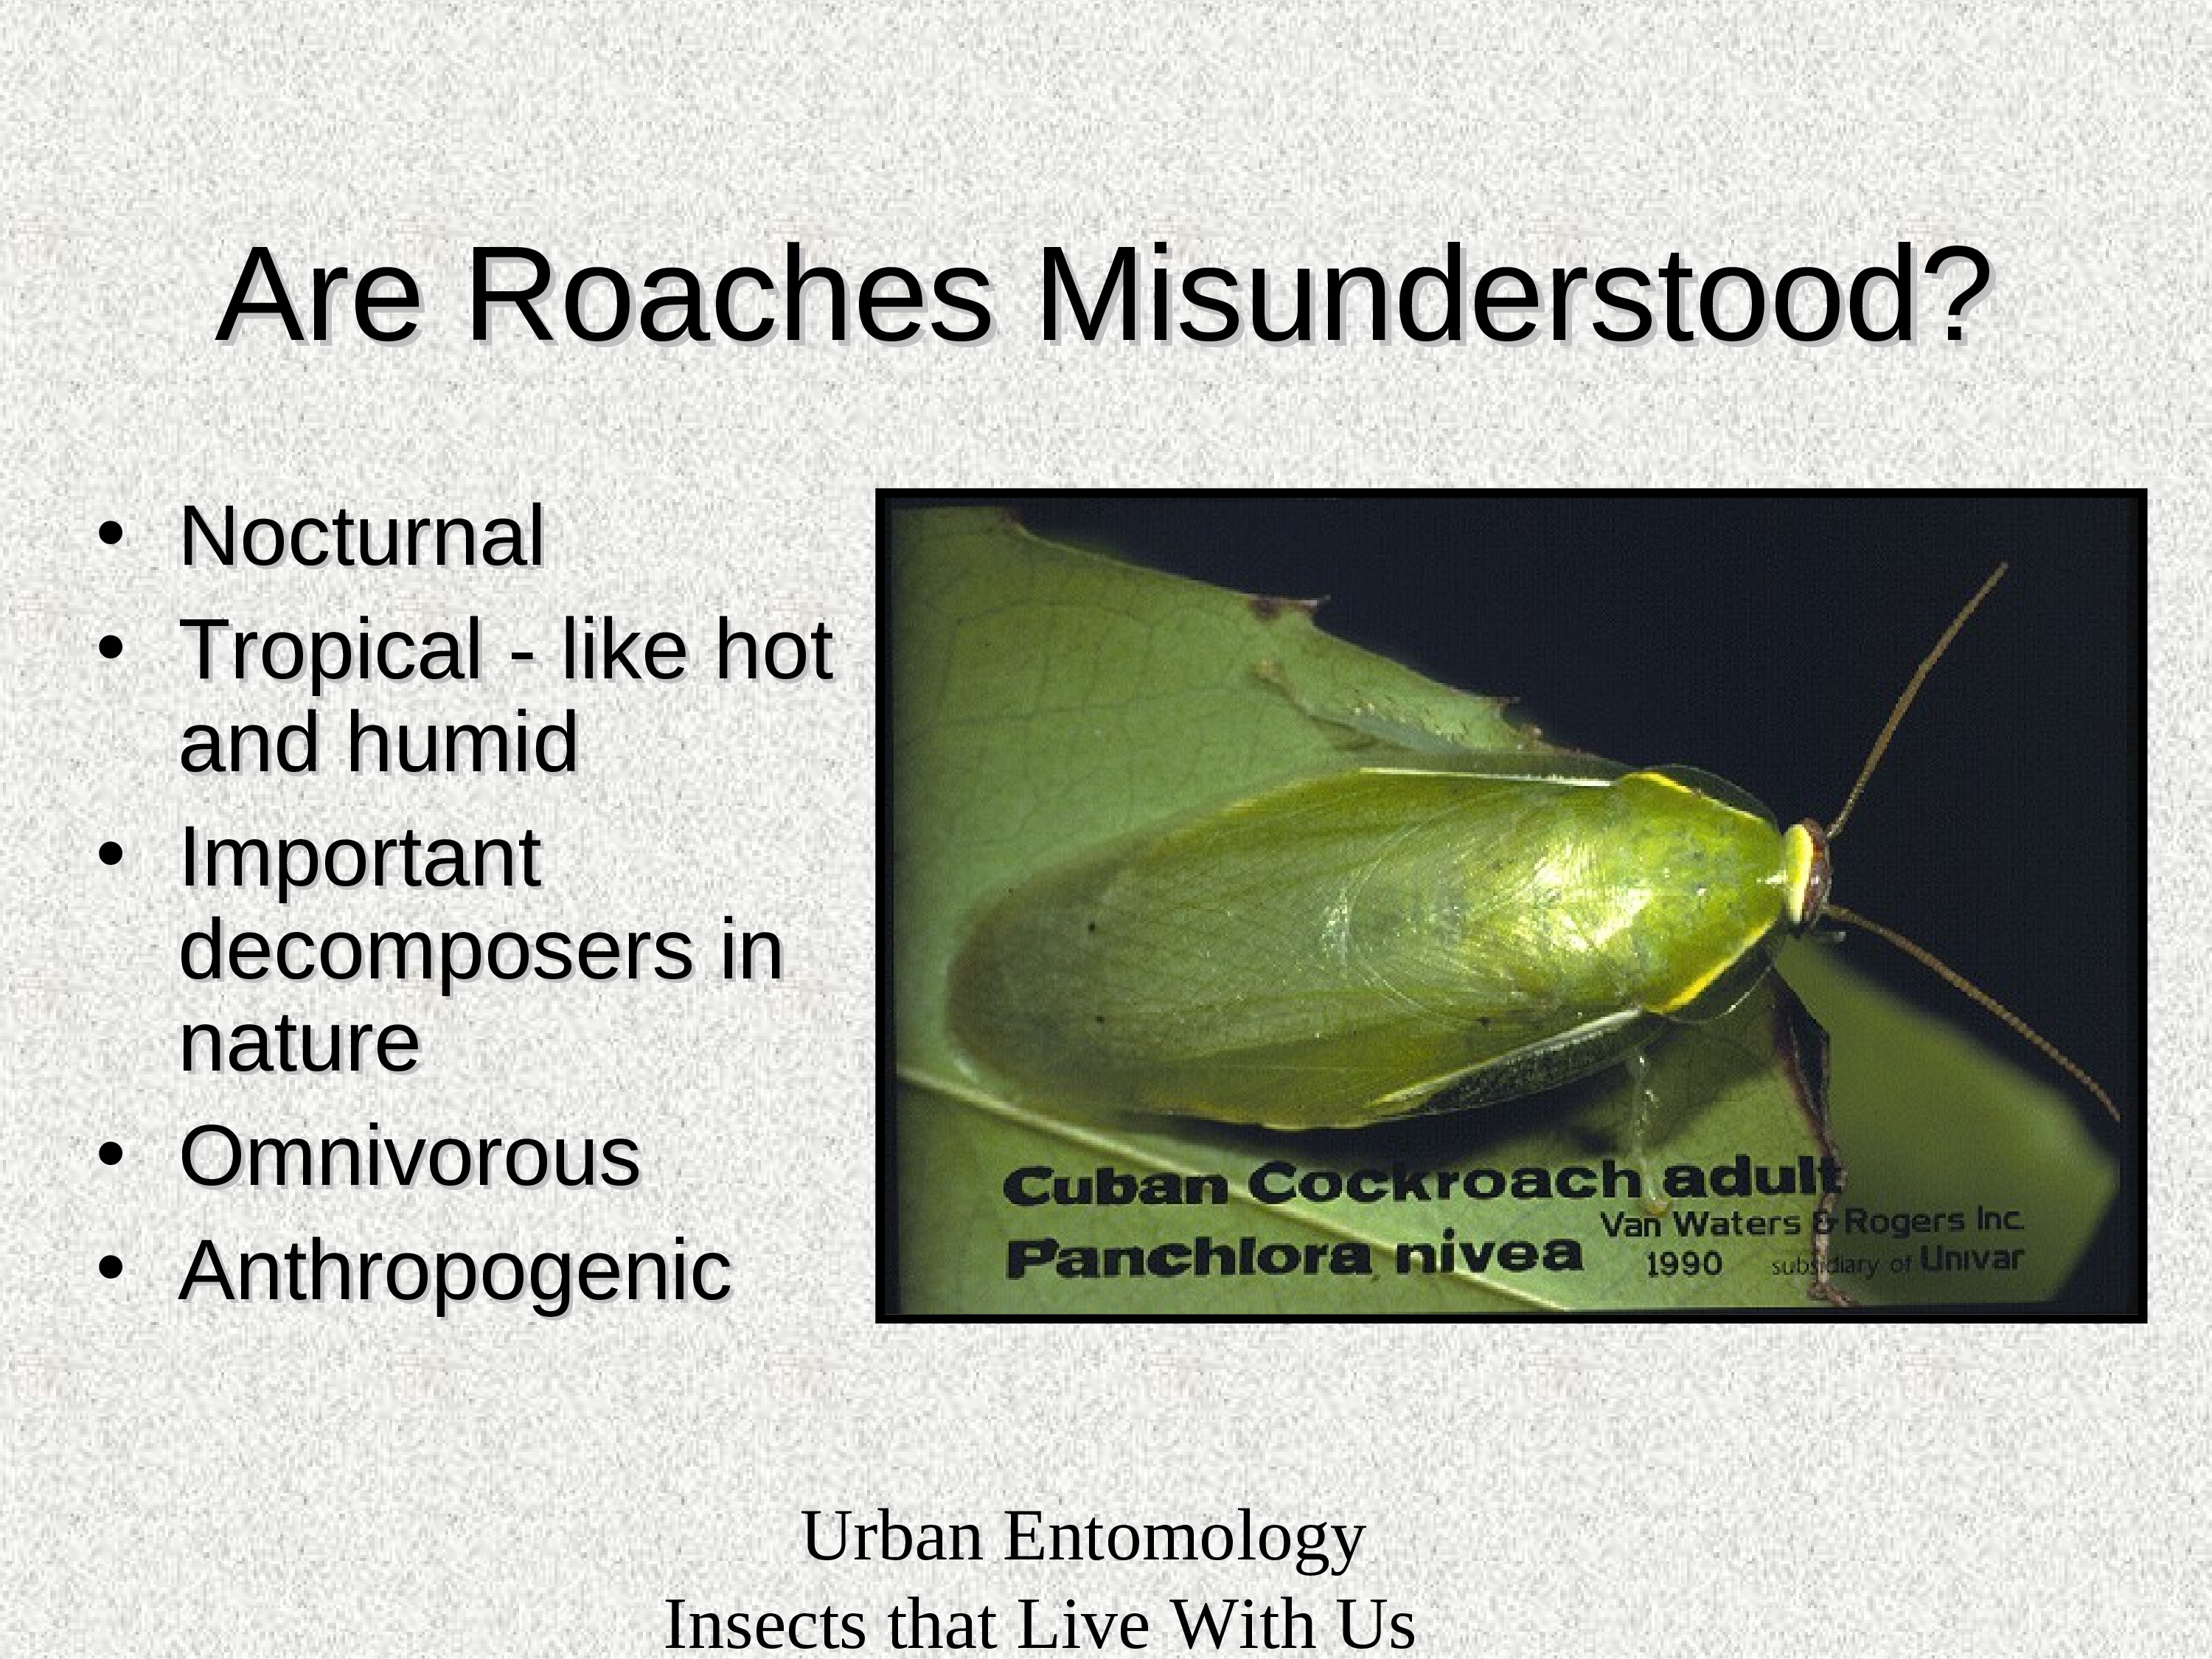 Are Roaches Misunderstood?
• Nocturnal
• Tropical - like hot
and humid
• Important
decomposers in
nature
• Omnivorous
• Anthropogenic
Cuban Cockroach adult
Panchlora nivea
Van Waters & Rogers Inc.
1990 subsidiary of Univar
Urban Entomology
Insects that Live With Us